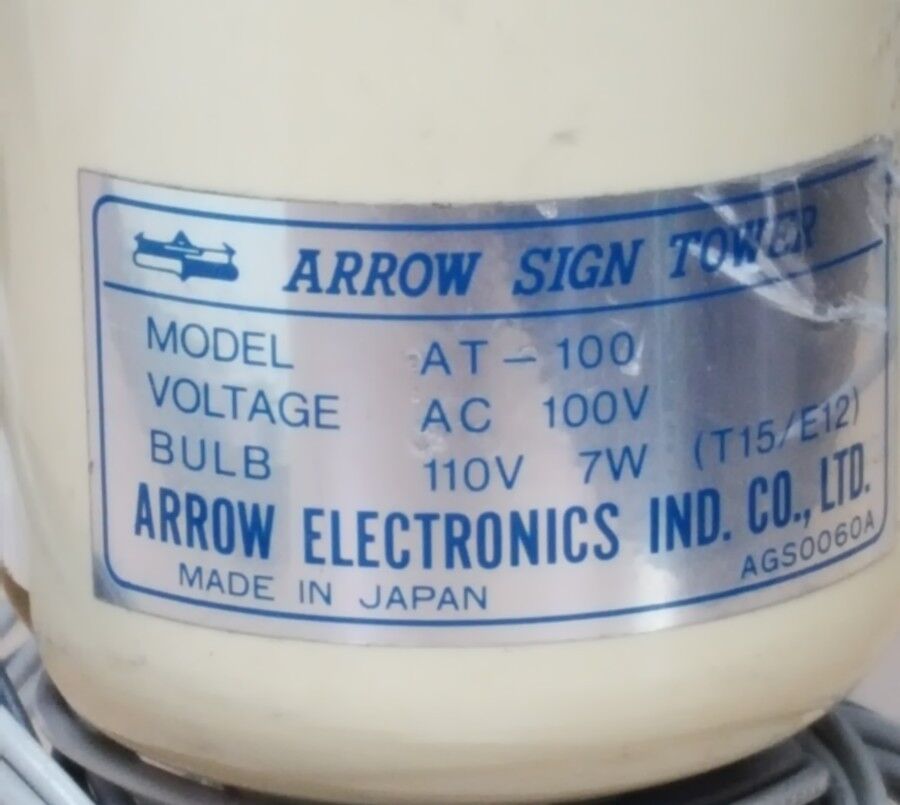 ARROW SIGN TOWER
MODEL AT-100
VOLTAGE AC 100V
BULB 110V 7W (T15/E12)
ARROW ELECTRONICS IND. CO., LTD.
MADE IN JAPAN AGS0060A